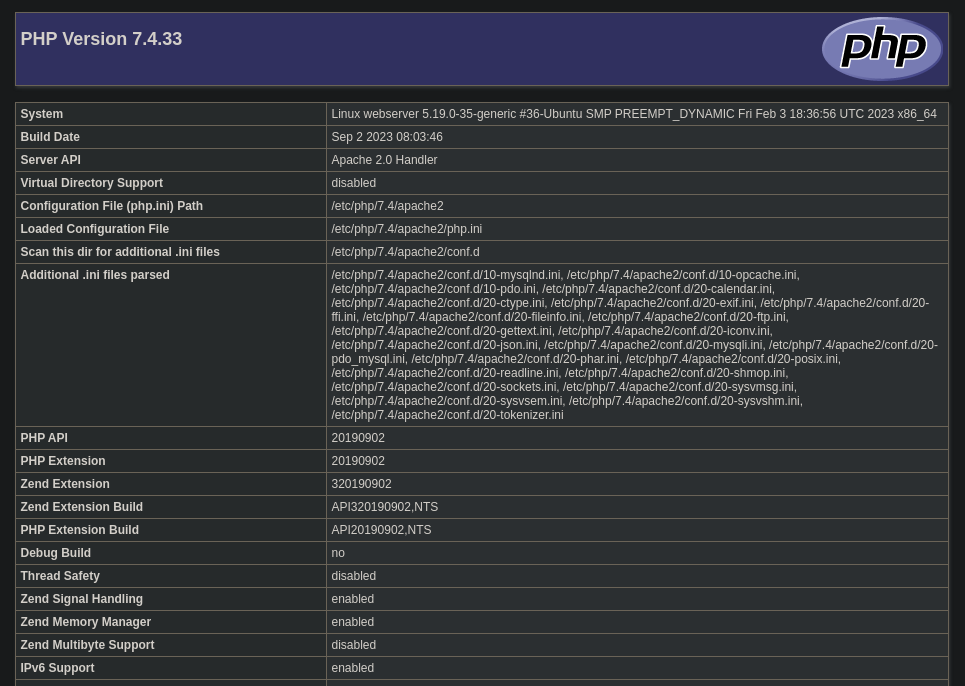 PHP Version 7.4.33
php
System Linux webserver 5.19.0-35-generic #36-Ubuntu SMP PREEMPT_DYNAMIC Fri Feb 3 18:36:56 UTC 2023 x86_64
Build Date Sep 2 2023 08:03:46
Server API Apache 2.0 Handler
Virtual Directory Support disabled
Configuration File (php.ini) Path /etc/php/7.4/apache2
Loaded Configuration File /etc/php/7.4/apache2/php.ini
Scan this dir for additional .ini files /etc/php/7.4/apache2/conf.d
Additional .ini files parsed /etc/php/7.4/apache2/conf.d/10-mysqlnd.ini, /etc/php/7.4/apache2/conf.d/10-opcache.ini,
/etc/php/7.4/apache2/conf.d/10-pdo.ini, /etc/php/7.4/apache2/conf.d/20-calendar.ini,
/etc/php/7.4/apache2/conf.d/20-ctype.ini, /etc/php/7.4/apache2/conf.d/20-exif.ini, /etc/php/7.4/apache2/conf.d/20-
ffi.ini, /etc/php/7.4/apache2/conf.d/20-fileinfo.ini, /etc/php/7.4/apache2/conf.d/20-ftp.ini,
/etc/php/7.4/apache2/conf.d/20-gettext.ini, /etc/php/7.4/apache2/conf.d/20-iconv.ini,
/etc/php/7.4/apache2/conf.d/20-json.ini, /etc/php/7.4/apache2/conf.d/20-mysqli.ini, /etc/php/7.4/apache2/conf.d/20-
pdo_mysql.ini, /etc/php/7.4/apache2/conf.d/20-phar.ini, /etc/php/7.4/apache2/conf.d/20-posix.ini,
/etc/php/7.4/apache2/conf.d/20-readline.ini, /etc/php/7.4/apache2/conf.d/20-shmop.ini,
/etc/php/7.4/apache2/conf.d/20-sockets.ini, /etc/php/7.4/apache2/conf.d/20-sysvmsg.ini,
/etc/php/7.4/apache2/conf.d/20-sysvsem.ini, /etc/php/7.4/apache2/conf.d/20-sysvshm.ini,
/etc/php/7.4/apache2/conf.d/20-tokenizer.ini
PHP API 20190902
PHP Extension 20190902
Zend Extension 320190902
Zend Extension Build API320190902,NTS
PHP Extension Build API20190902,NTS
Debug Build no
Thread Safety disabled
Zend Signal Handling enabled
Zend Memory Manager enabled
Zend Multibyte Support disabled
IPv6 Support enabled